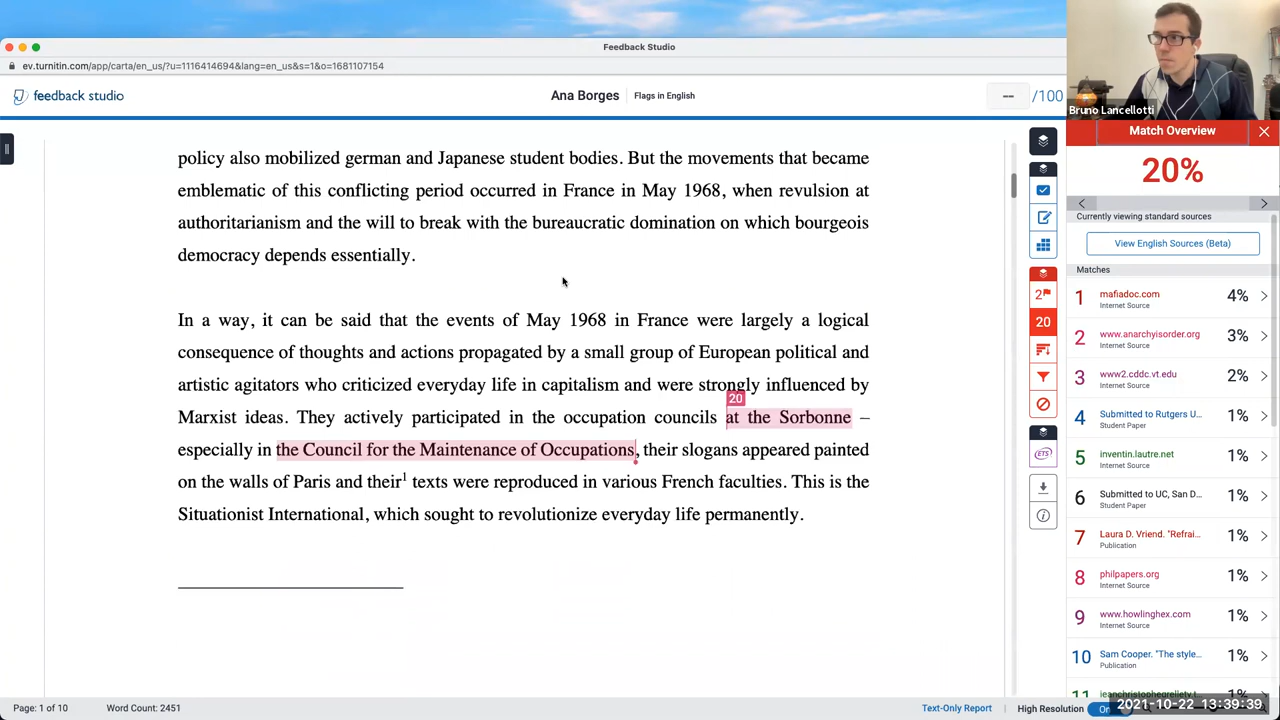 Feedback Studio
ev.turnitin.com/app/carta/en_us/?u=1116414694&lang=en_us&s=1&o=1681107154
feedback studio
Ana Borges
Flags in English
-- /100
Bruno Lancellotti
policy also mobilized german and Japanese student bodies. But the movements that became
emblematic of this conflicting period occurred in France in May 1968, when revulsion at
authoritarianism and the will to break with the bureaucratic domination on which bourgeois
democracy depends essentially.
In a way, it can be said that the events of May 1968 in France were largely a logical
consequence of thoughts and actions propagated by a small group of European political and
artistic agitators who criticized everyday life in capitalism and were strongly influenced by
20
Marxist ideas. They actively participated in the occupation councils at the Sorbonne –
especially in the Council for the Maintenance of Occupations, their slogans appeared painted
on the walls of Paris and their1 texts were reproduced in various French faculties. This is the
Situationist International, which sought to revolutionize everyday life permanently.
2
20
ETS
Match Overview
20%
Currently viewing standard sources
View English Sources (Beta)
Matches
1 mafiadoc.com 4%
Internet Source
2 www.anarchyisorder.org 3%
Internet Source
3 www2.cddc.vt.edu 2%
Internet Source
4 Submitted to Rutgers U... 1%
Student Paper
5 inventin.lautre.net 1%
Internet Source
6 Submitted to UC, San D... 1%
Student Paper
7 Laura D. Vriend. "Refrai... 1%
Publication
8 philpapers.org 1%
Internet Source
9 www.howlinghex.com 1%
Internet Source
10 Sam Cooper. "The style... 1%
Publication
11 1%
Page: 1 of 10
Word Count: 2451
Text-Only Report
High Resolution
On
2021-10-22 13:39:39